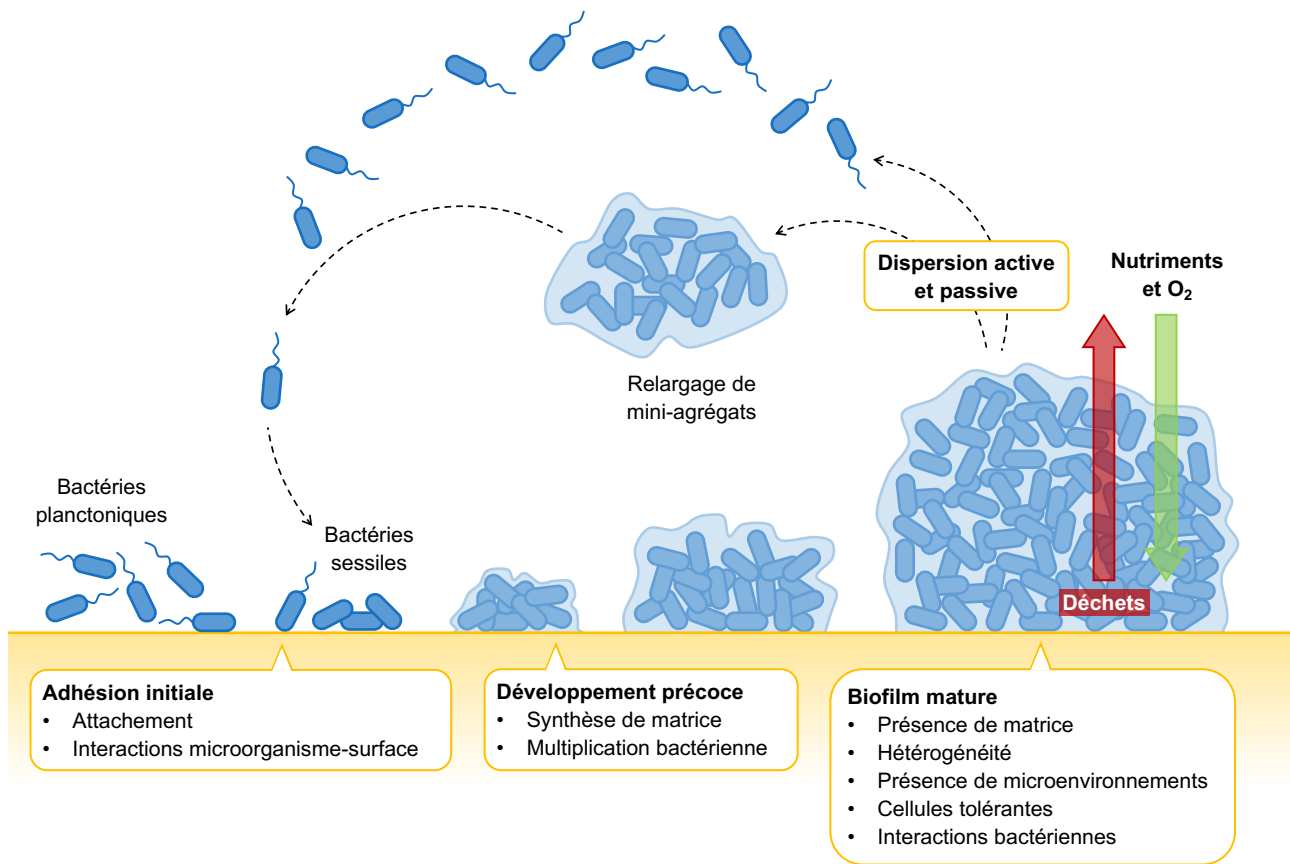 Dispersion active
et passive
Nutriments
et O₂
Relargage de
mini-agrégats
Bactéries
planctoniques
Bactéries
sessiles
Déchets
Adhésion initiale
• Attachement
• Interactions microorganisme-surface
Développement précoce
• Synthèse de matrice
• Multiplication bactérienne
Biofilm mature
• Présence de matrice
• Hétérogénéité
• Présence de microenvironnements
• Cellules tolérantes
• Interactions bactériennes